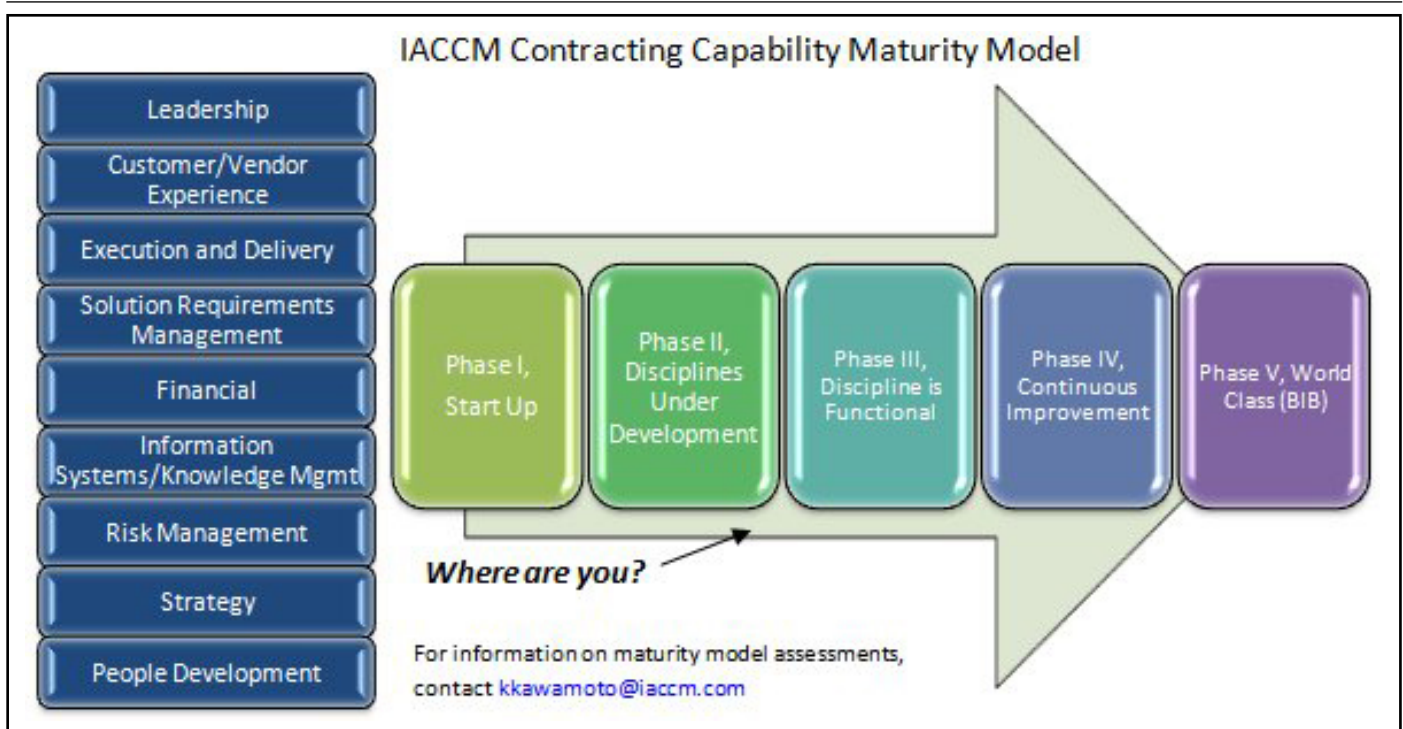 IACCM Contracting Capability Maturity Model
Leadership
Customer/Vendor
Experience
Execution and Delivery
Solution Requirements
Management
Financial
Information
Systems/Knowledge Mgmt
Risk Management
Strategy
People Development
Phase I,
Start Up
Phase II,
Disciplines
Under
Development
Phase III,
Discipline is
Functional
Phase IV,
Continuous
Improvement
Phase V, World
Class (BIB)
Where are you?
For information on maturity model assessments,
contact kkawamoto@iaccm.com